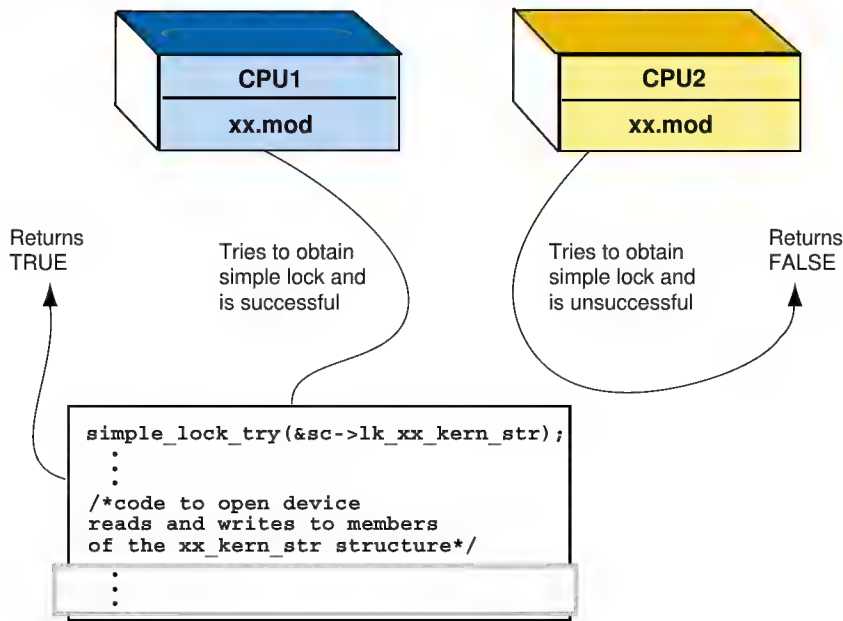 CPU1
xx.mod
CPU2
xx.mod
Returns
TRUE
Tries to obtain
simple lock and
is successful
Tries to obtain
simple lock and
is unsuccessful
Returns
FALSE
simple_lock_try(&sc->lk_xx_kern_str);
.
.
.
/*code to open device
reads and writes to members
of the xx_kern_str structure*/
.
.
.